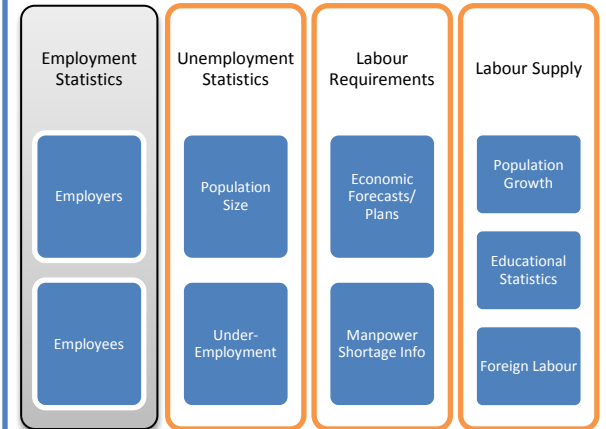 Employment
Statistics
Employers
Employees
Unemployment
Statistics
Population
Size
Under-
Employment
Labour
Requirements
Economic
Forecasts/
Plans
Manpower
Shortage Info
Labour Supply
Population
Growth
Educational
Statistics
Foreign Labour